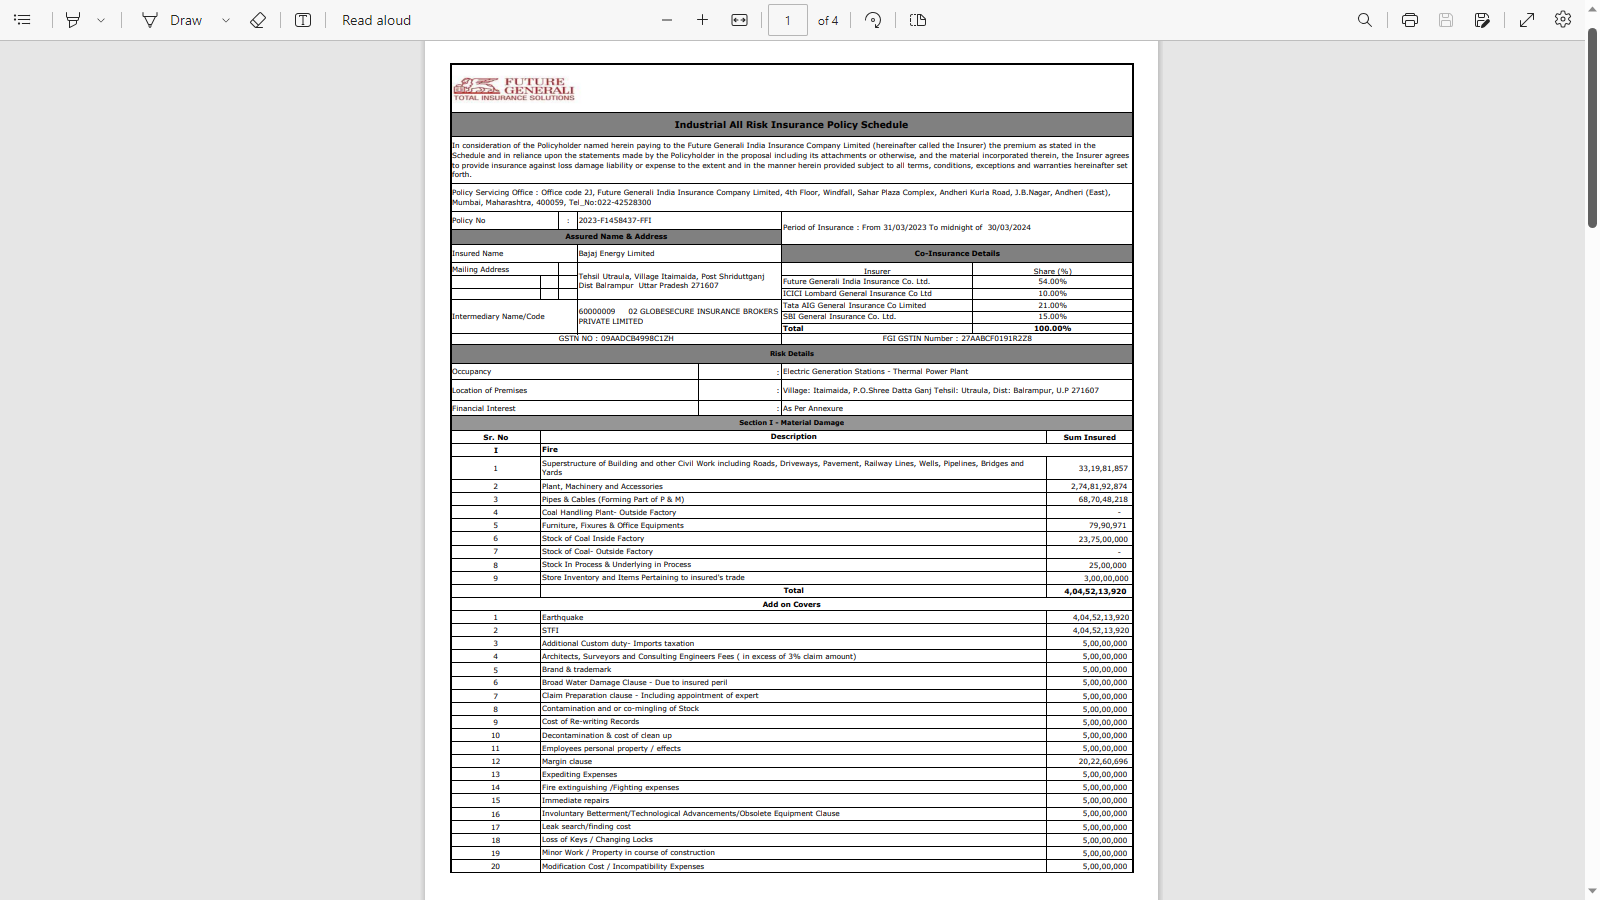 Draw
Read aloud
1 of 4
FUTURE
GENERALI
TOTAL INSURANCE SOLUTIONS
Industrial All Risk Insurance Policy Schedule
In consideration of the Policyholder named herein paying to the Future Generali India Insurance Company Limited (hereinafter called the Insurer) the premium as stated in the
Schedule and in reliance upon the statements made by the Policyholder in the proposal including its attachments or otherwise, and the material incorporated therein, the Insurer agrees
to provide insurance against loss damage liability or expense to the extent and in the manner herein provided subject to all terms, conditions, exceptions and warranties hereinafter set
forth.
Policy Servicing Office : Office code 2J, Future Generali India Insurance Company Limited, 4th Floor, Windfall, Sahar Plaza Complex, Andheri Kurla Road, J.B.Nagar, Andheri (East),
Mumbai, Maharashtra, 400059, Tel_No:022-42528300
Policy No : 2023-F1458437-FFI
Period of Insurance : From 31/03/2023 To midnight of 30/03/2024
Assured Name & Address
Insured Name Bajaj Energy Limited
Co-Insurance Details
Mailing Address
Tehsil Utraula, Village Itaimaida, Post Shriduttganj
Dist Balrampur Uttar Pradesh 271607
Insurer Share (%)
Future Generali India Insurance Co. Ltd. 54.00%
ICICI Lombard General Insurance Co Ltd 10.00%
Tata AIG General Insurance Co Limited 21.00%
SBI General Insurance Co. Ltd. 15.00%
Total 100.00%
Intermediary Name/Code
60000009 02 GLOBESECURE INSURANCE BROKERS
PRIVATE LIMITED
GSTN NO : 09AADCB4998C1ZH FGI GSTIN Number : 27AABCF0191R2Z8
Risk Details
Occupancy : Electric Generation Stations - Thermal Power Plant
Location of Premises : Village: Itaimaida, P.O.Shree Datta Ganj Tehsil: Utraula, Dist: Balrampur, U.P 271607
Financial Interest : As Per Annexure
Section I - Material Damage
Sr. No Description Sum Insured
I Fire
1 Superstructure of Building and other Civil Work including Roads, Driveways, Pavement, Railway Lines, Wells, Pipelines, Bridges and
Yards 33,19,81,857
2 Plant, Machinery and Accessories 2,74,81,92,874
3 Pipes & Cables (Forming Part of P & M) 68,70,48,218
4 Coal Handling Plant- Outside Factory -
5 Furniture, Fixures & Office Equipments 79,90,971
6 Stock of Coal Inside Factory 23,75,00,000
7 Stock of Coal- Outside Factory -
8 Stock In Process & Underlying in Process 25,00,000
9 Store Inventory and Items Pertaining to insured's trade 3,00,00,000
Total 4,04,52,13,920
Add on Covers
1 Earthquake 4,04,52,13,920
2 STFI 4,04,52,13,920
3 Additional Custom duty- Imports taxation 5,00,00,000
4 Architects, Surveyors and Consulting Engineers Fees ( in excess of 3% claim amount) 5,00,00,000
5 Brand & trademark 5,00,00,000
6 Broad Water Damage Clause - Due to insured peril 5,00,00,000
7 Claim Preparation clause - Including appointment of expert 5,00,00,000
8 Contamination and or co-mingling of Stock 5,00,00,000
9 Cost of Re-writing Records 5,00,00,000
10 Decontamination & cost of clean up 5,00,00,000
11 Employees personal property / effects 5,00,00,000
12 Margin clause 20,22,60,696
13 Expediting Expenses 5,00,00,000
14 Fire extinguishing /Fighting expenses 5,00,00,000
15 Immediate repairs 5,00,00,000
16 Involuntary Betterment/Technological Advancements/Obsolete Equipment Clause 5,00,00,000
17 Leak search/finding cost 5,00,00,000
18 Loss of Keys / Changing Locks 5,00,00,000
19 Minor Work / Property in course of construction 5,00,00,000
20 Modification Cost / Incompatibility Expenses 5,00,00,000